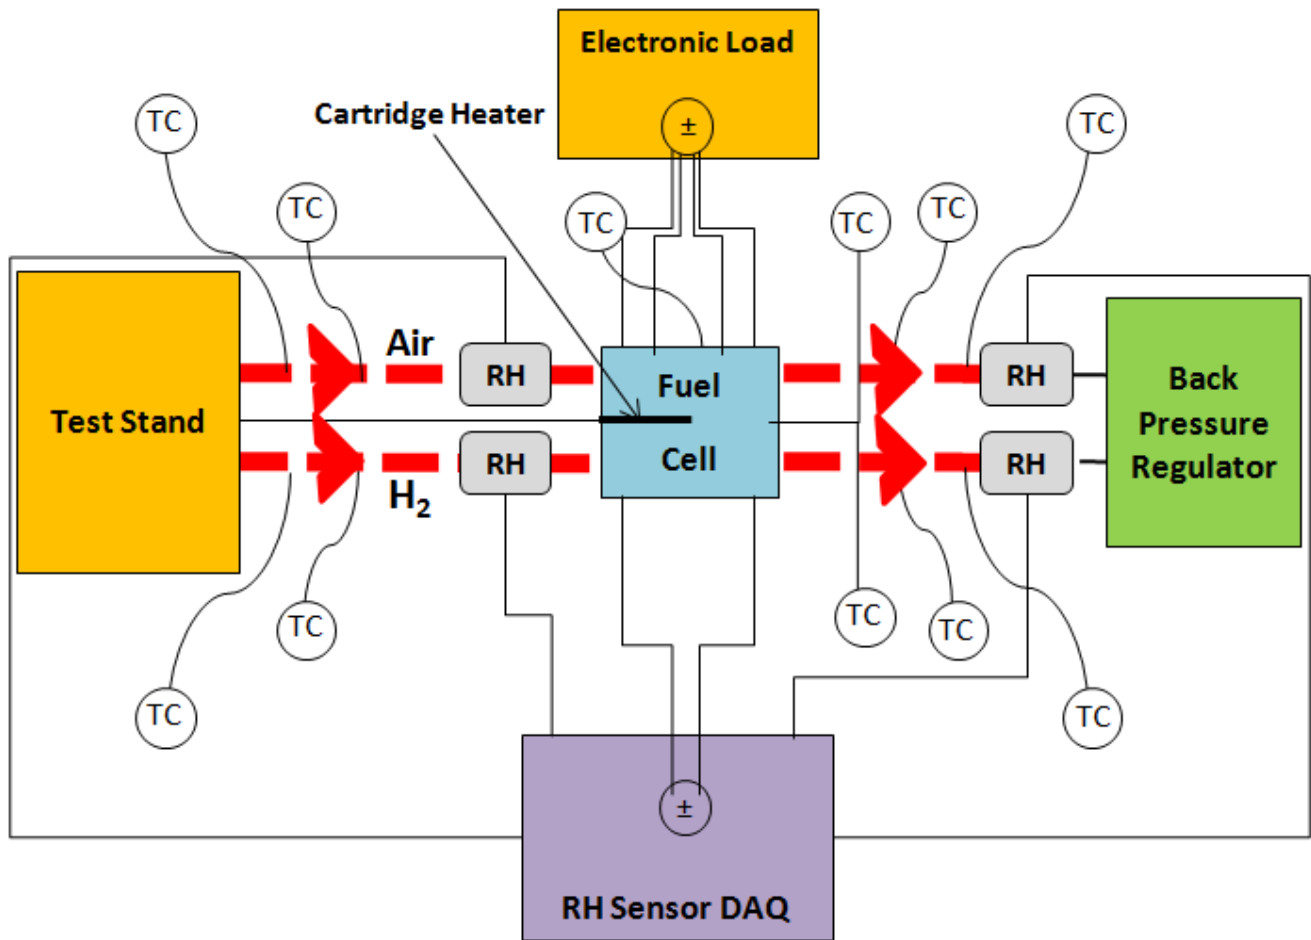 Electronic Load
±
Cartridge Heater
TC
TC
TC
TC
TC
TC
TC
Test Stand
Air
RH
Fuel
Cell
RH
Back
Pressure
Regulator
H₂
RH
RH
TC
TC
TC
TC
TC
±
RH Sensor DAQ